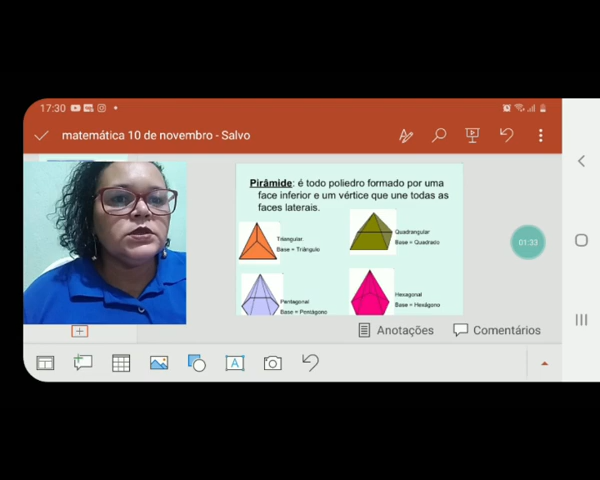 17:30
matemática 10 de novembro - Salvo
Pirâmide: é todo poliedro formado por uma
face inferior e um vértice que une todas as
faces laterais.
Triangular.
Base = Triângulo
Quadrangular
Base = Quadrado
Pentagonal
Base = Pentágono
Hexagonal
Base = Hexágono
01:33
Anotações
Comentários
A